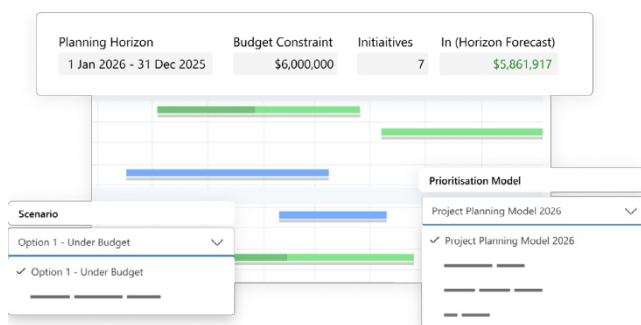 Planning Horizon
Budget Constraint
Initiaitives
In (Horizon Forecast)
1 Jan 2026 - 31 Dec 2025
$6,000,000
7
$5,861,917
Prioritisation Model
Project Planning Model 2026
Project Planning Model 2026
Scenario
Option 1 - Under Budget
Option 1 - Under Budget